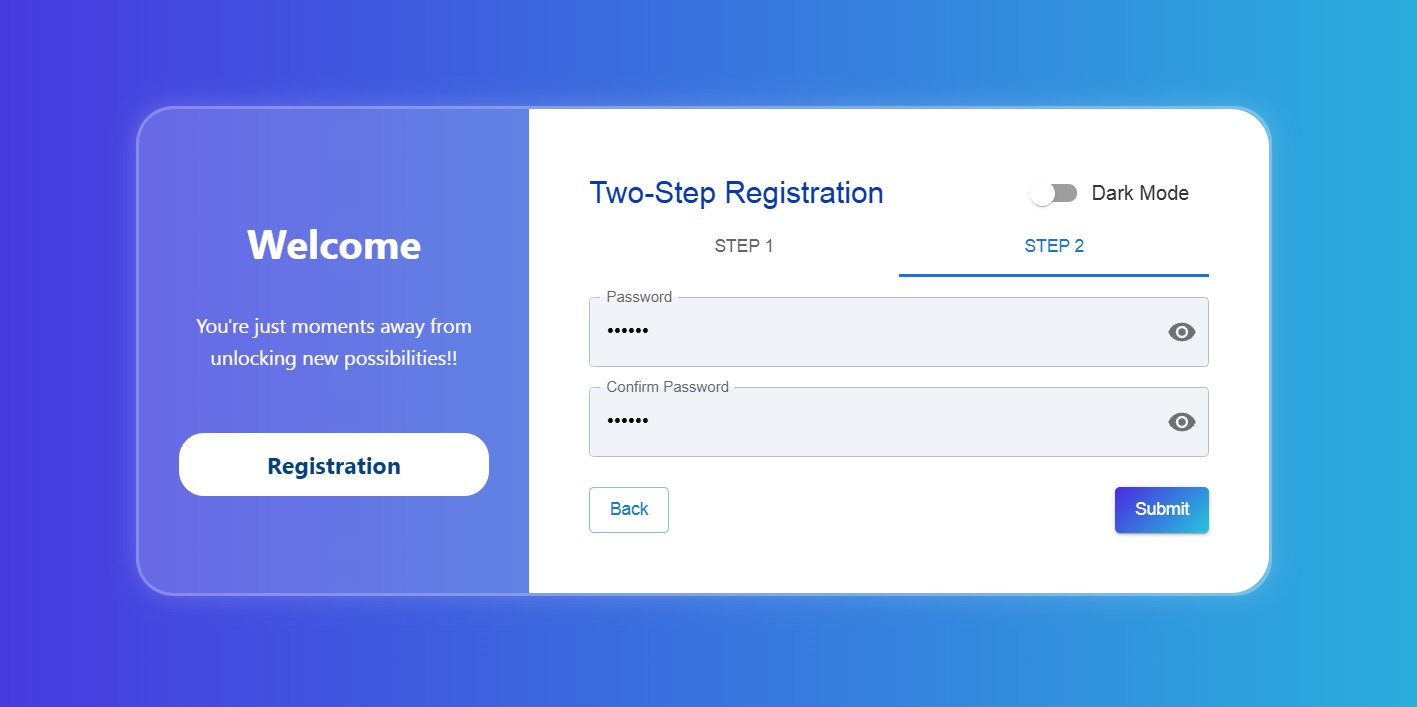 Welcome
You're just moments away from
unlocking new possibilities!!
Registration
Two-Step Registration
Dark Mode
STEP 1
STEP 2
Password
••••••
Confirm Password
••••••
Back
Submit